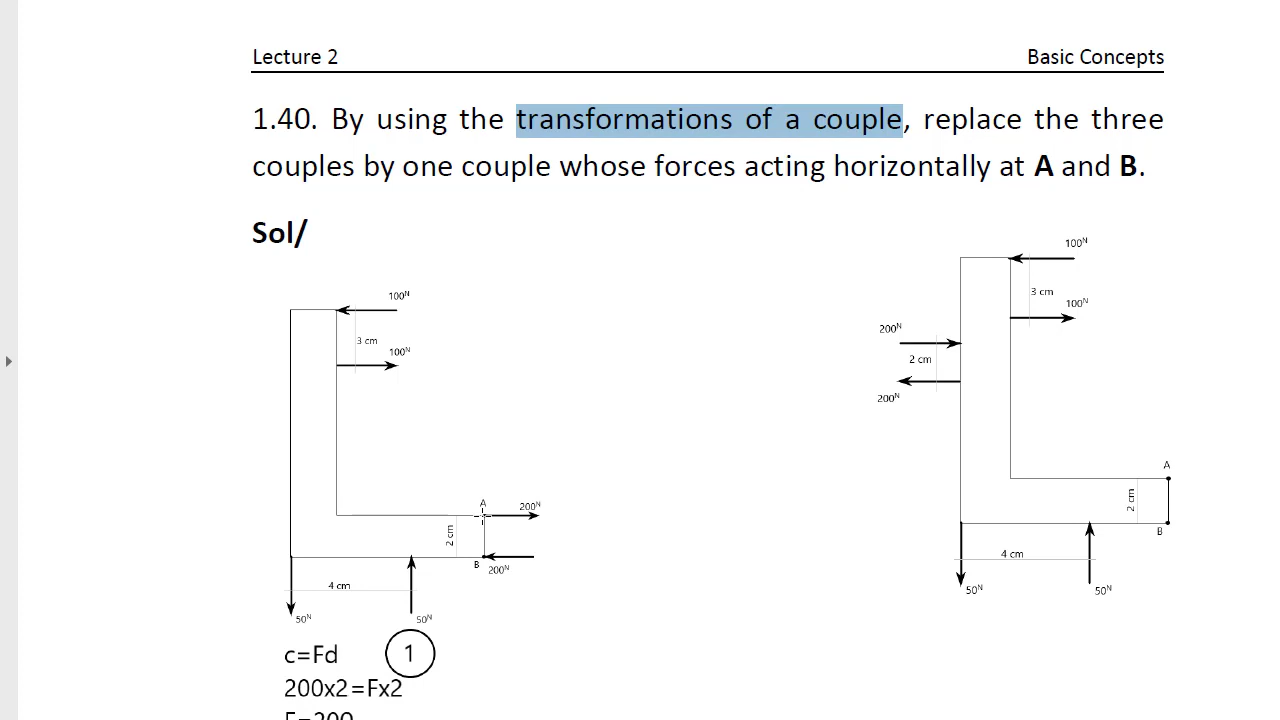 Lecture 2 Basic Concepts
1.40. By using the transformations of a couple, replace the three
couples by one couple whose forces acting horizontally at A and B.
Sol/
100N
3 cm
100N
200N
2 cm
200N
A
2 cm
B
4 cm
50N
50N
100N
3 cm
100N
A
200N
2 cm
B
200N
4 cm
50N
50N
c=Fd
1
200x2=Fx2
F=200